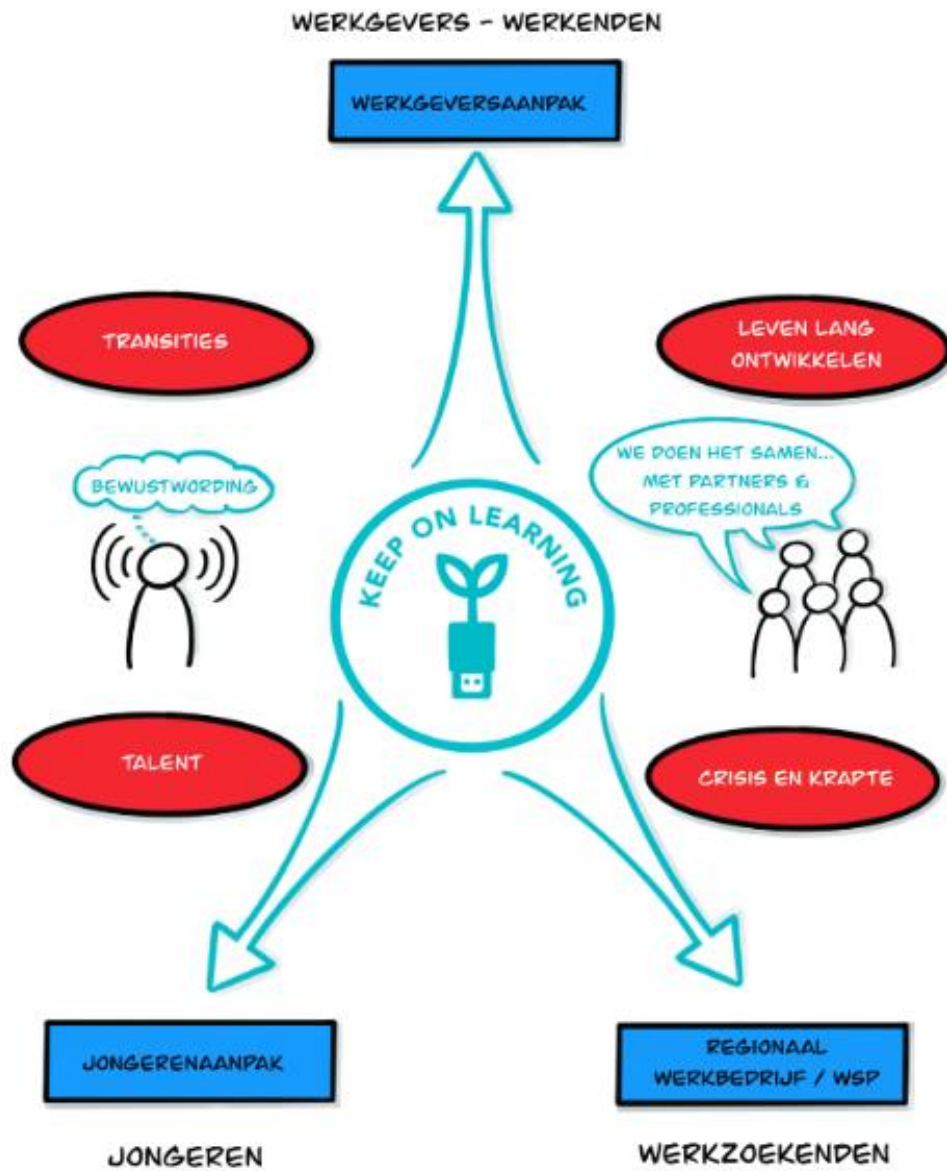 WERKGEVERS - WERKENDEN
WERKGEVERSAANPAK
TRANSITIES
LEVEN LANG
ONTWIKKELEN
BEWUSTWORDING
WE DOEN HET SAMEN...
MET PARTNERS &
PROFESSIONALS
KEEP ON LEARNING
TALENT
CRISIS EN KRAPTE
JONGERENAANPAK
REGIONAAL
WERKBEDRIJF / WSP
JONGEREN
WERKZOEKENDEN